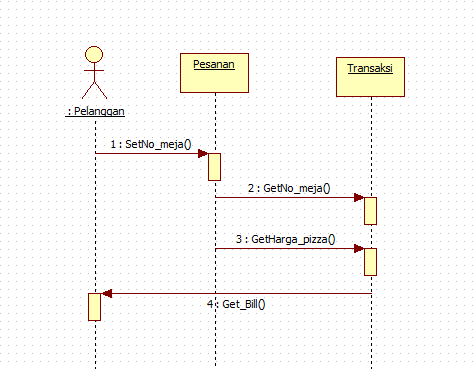 Pesanan
Transaksi
: Pelanggan
1 : SetNo_meja()
2 : GetNo_meja()
3 : GetHarga_pizza()
4 : Get_Bill()